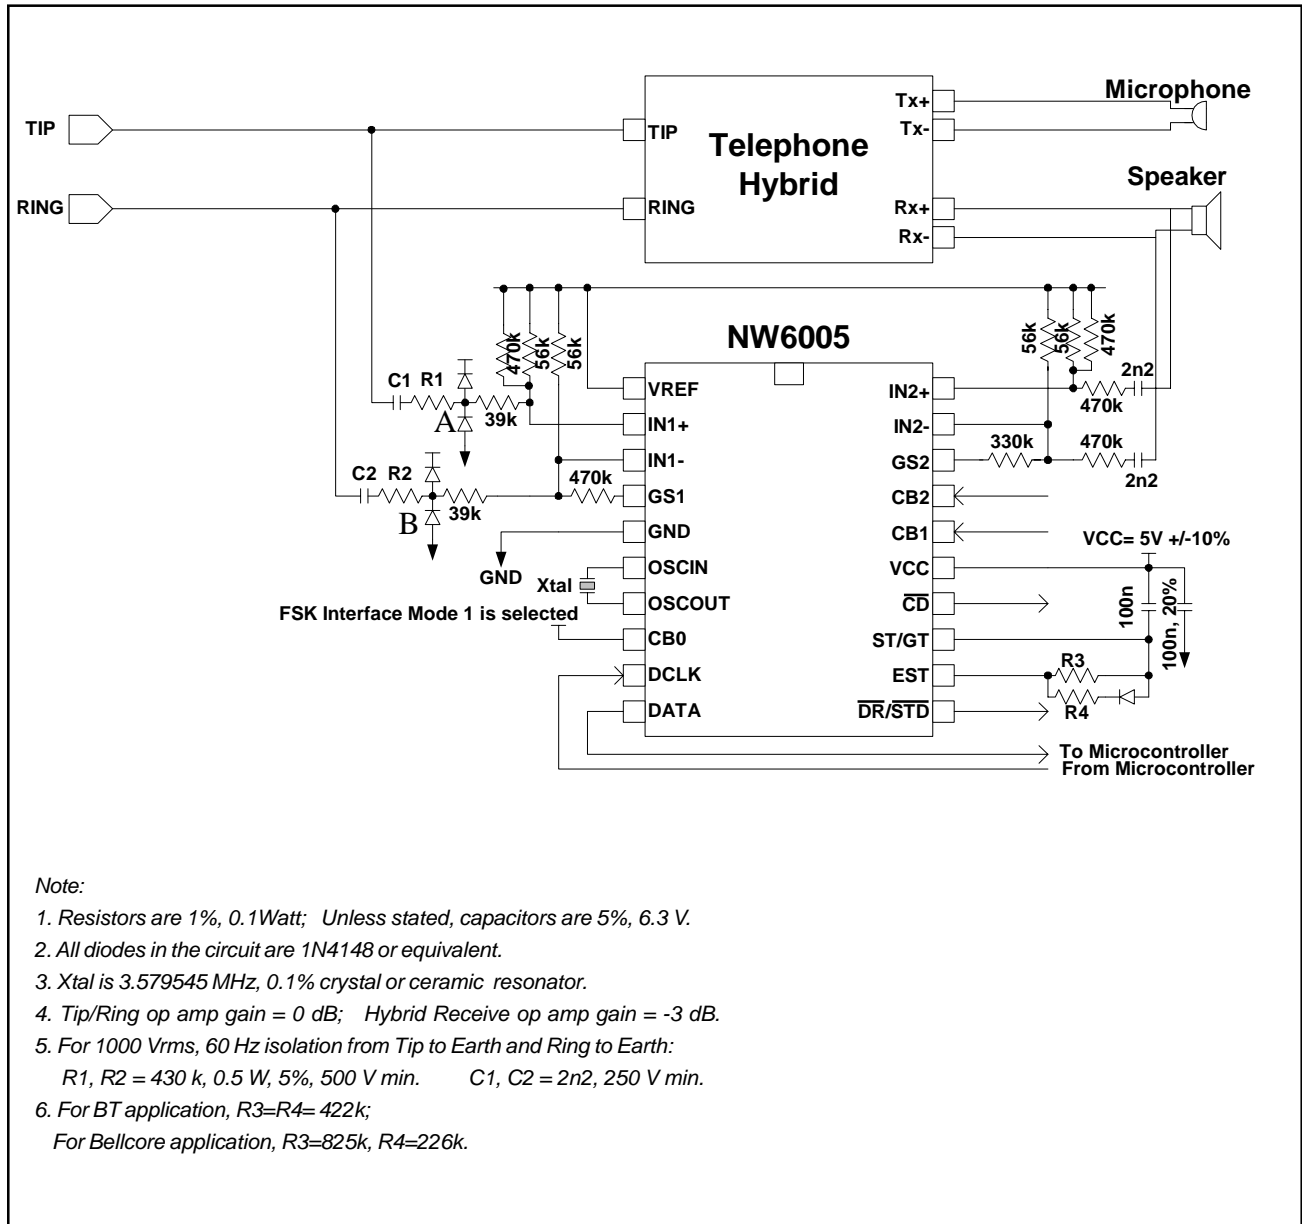 Microphone
TIP
RING
TIP
RING
Telephone
Hybrid
Tx+
Tx-
Rx+
Rx-
Speaker
470k
56k
56k
NW6005
56k
56k
470k
C1
R1
A
39k
C2
R2
B
39k
470k
2n2
470k
330k
470k
2n2
VREF
IN1+
IN1-
GS1
GND
OSCIN
OSCOUT
CB0
DCLK
DATA
IN2+
IN2-
GS2
CB2
CB1
VCC
CD
ST/GT
EST
DR/STD
GND
Xtal
FSK Interface Mode 1 is selected
VCC= 5V +/-10%
100n
100n, 20%
R3
R4
To Microcontroller
From Microcontroller
Note:
1. Resistors are 1%, 0.1Watt; Unless stated, capacitors are 5%, 6.3 V.
2. All diodes in the circuit are 1N4148 or equivalent.
3. Xtal is 3.579545 MHz, 0.1% crystal or ceramic resonator.
4. Tip/Ring op amp gain = 0 dB; Hybrid Receive op amp gain = -3 dB.
5. For 1000 Vrms, 60 Hz isolation from Tip to Earth and Ring to Earth:
R1, R2 = 430 k, 0.5 W, 5%, 500 V min. C1, C2 = 2n2, 250 V min.
6. For BT application, R3=R4= 422k;
For Bellcore application, R3=825k, R4=226k.